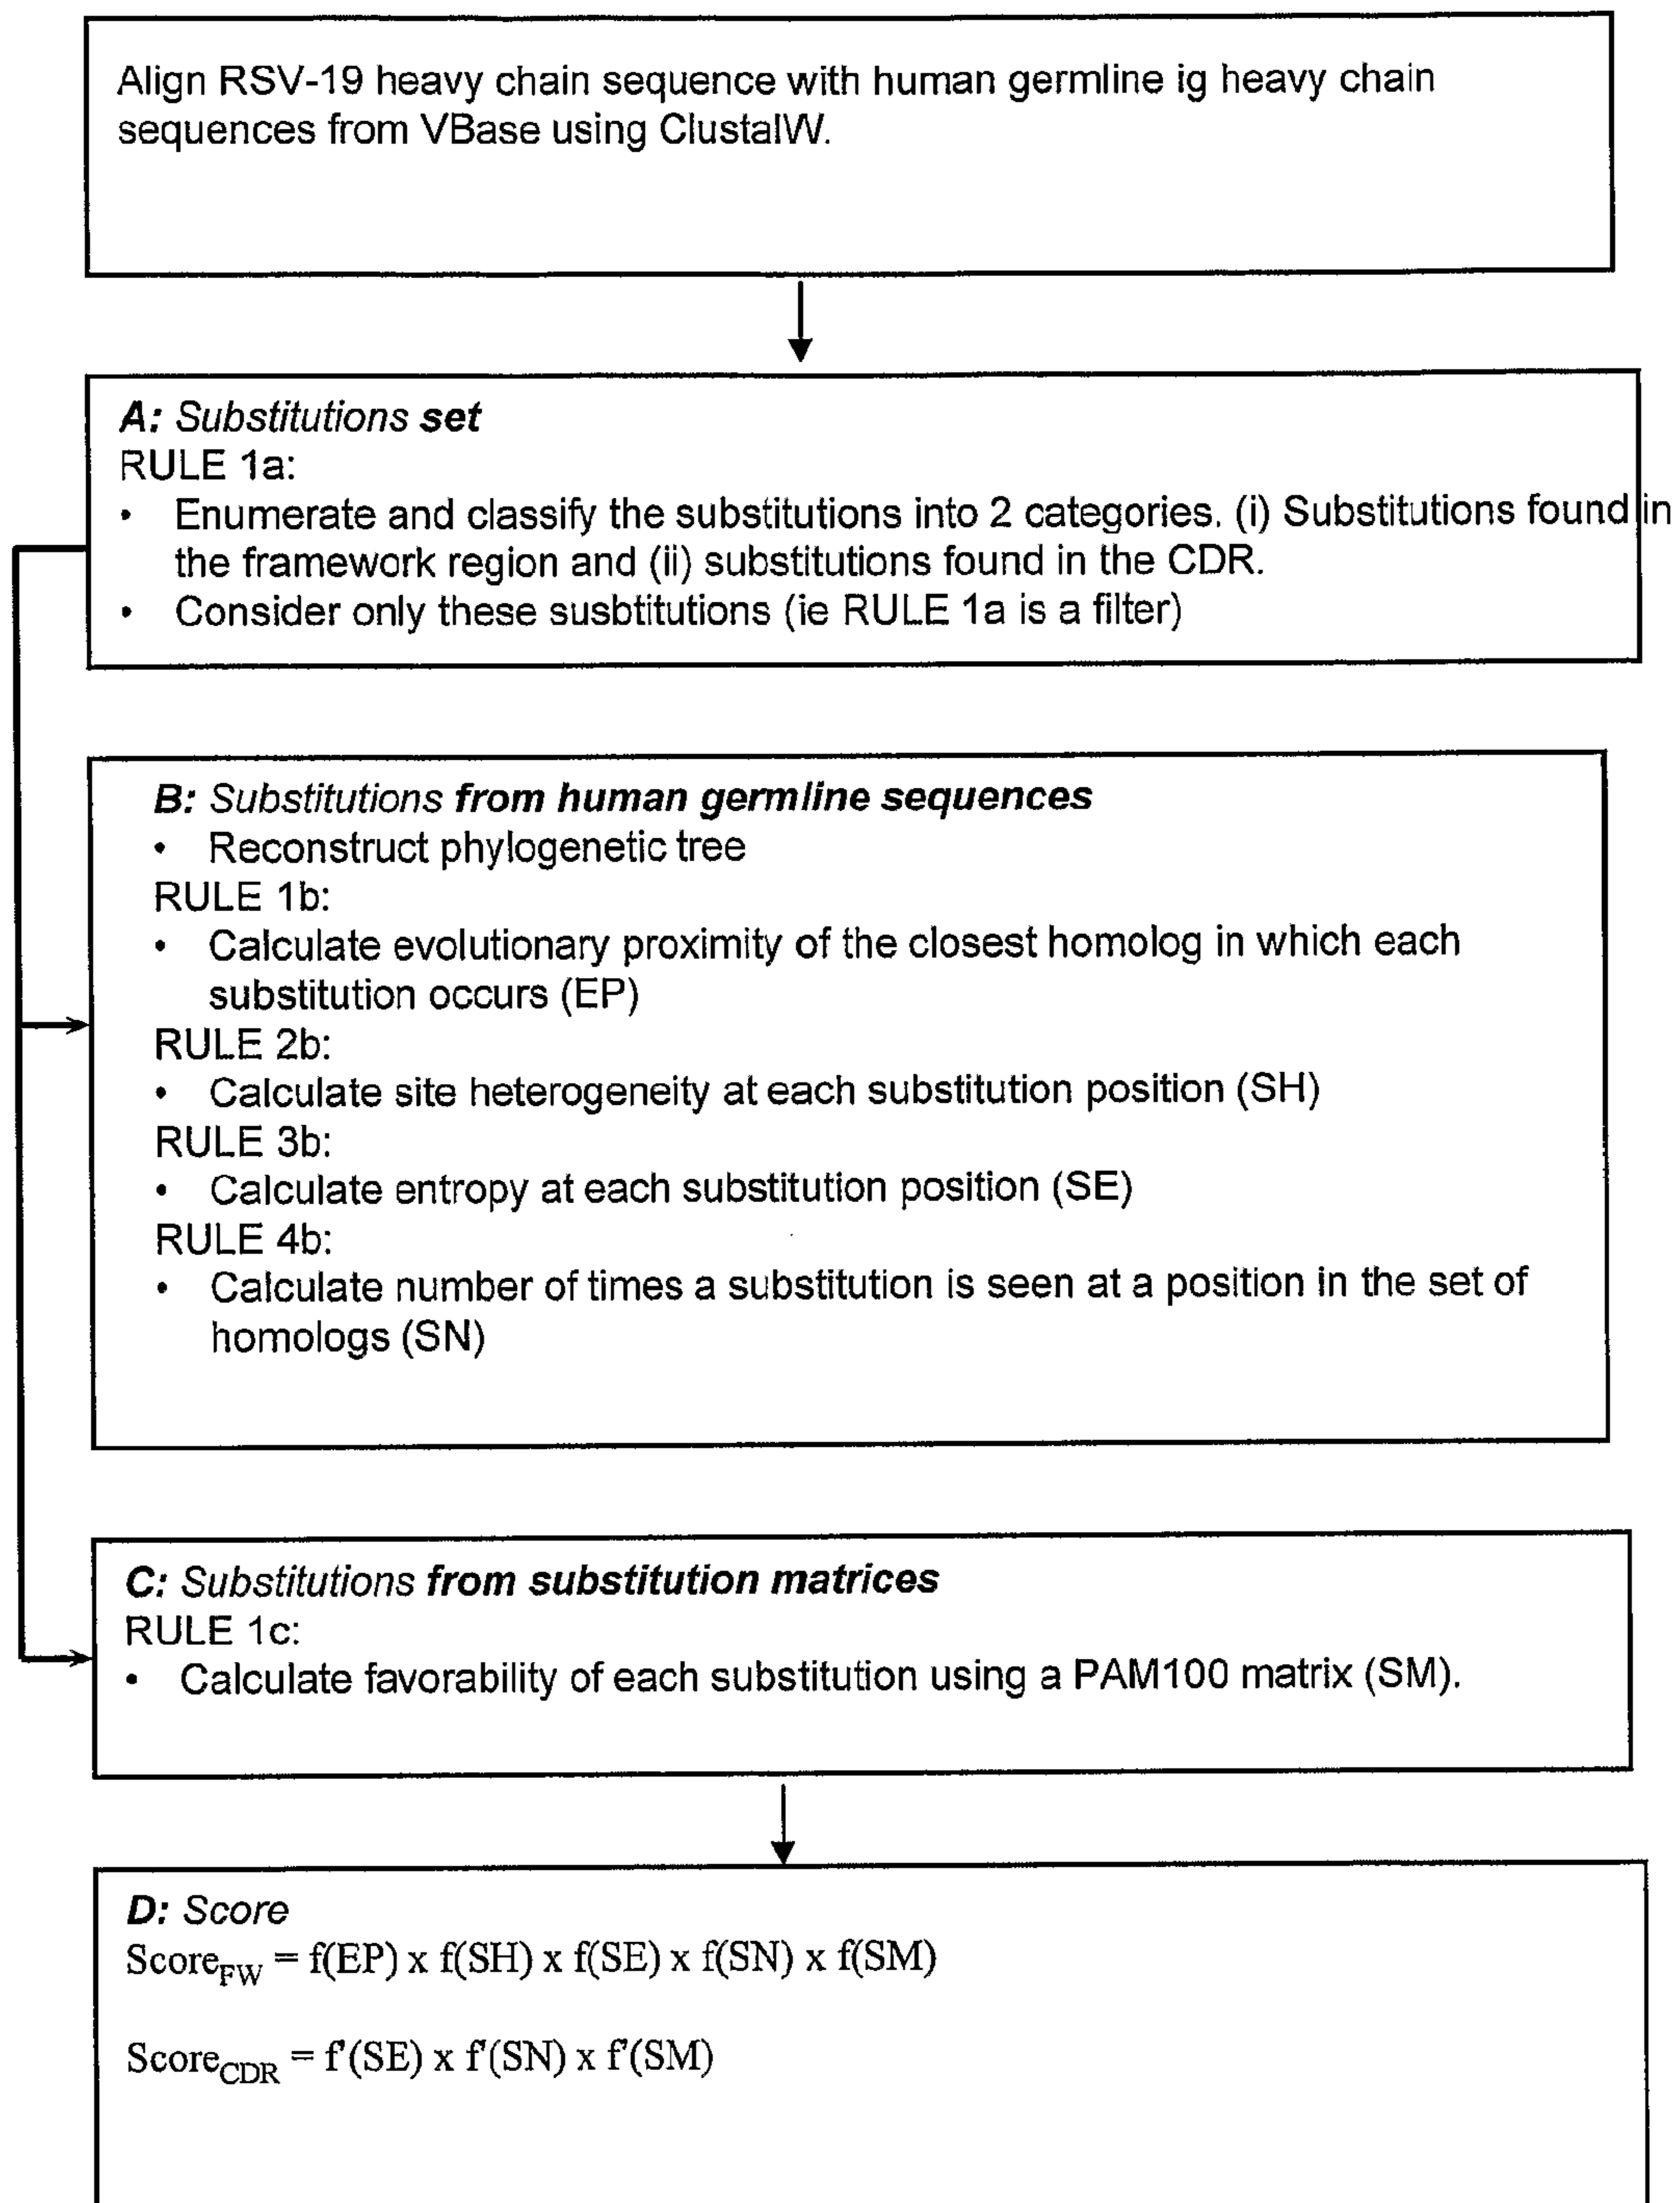 Align RSV-19 heavy chain sequence with human germline ig heavy chain
sequences from VBase using ClustalW.
A: Substitutions set
RULE 1a:
• Enumerate and classify the substitutions into 2 categories. (i) Substitutions found in
the framework region and (ii) substitutions found in the CDR.
• Consider only these susbtitutions (ie RULE 1a is a filter)
B: Substitutions from human germline sequences
• Reconstruct phylogenetic tree
RULE 1b:
• Calculate evolutionary proximity of the closest homolog in which each
substitution occurs (EP)
RULE 2b:
• Calculate site heterogeneity at each substitution position (SH)
RULE 3b:
• Calculate entropy at each substitution position (SE)
RULE 4b:
• Calculate number of times a substitution is seen at a position in the set of
homologs (SN)
C: Substitutions from substitution matrices
RULE 1c:
• Calculate favorability of each substitution using a PAM100 matrix (SM).
D: Score
Score_FW = f(EP) x f(SH) x f(SE) x f(SN) x f(SM)
Score_CDR = f'(SE) x f'(SN) x f'(SM)